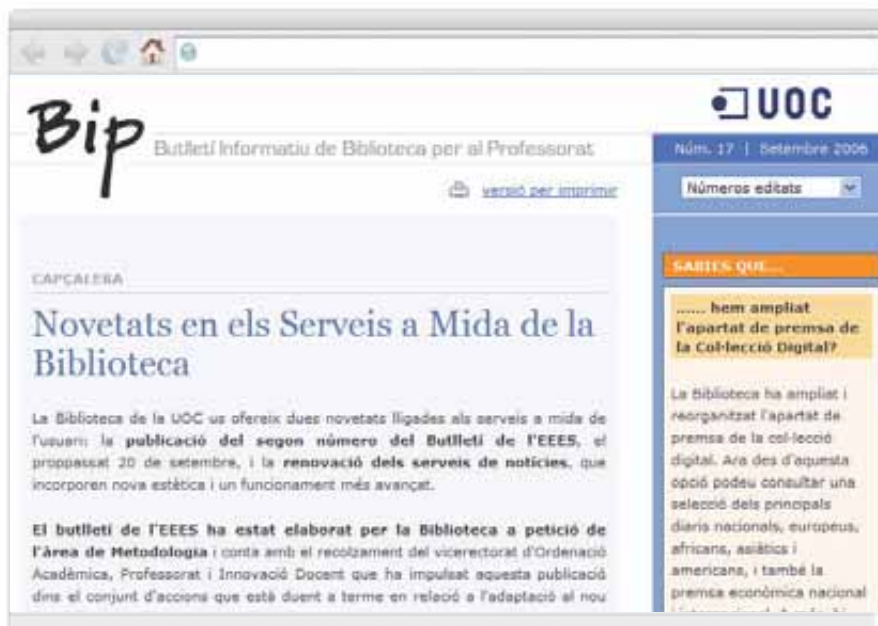 Bip
Butlletí Informatiu de Biblioteca per al Professorat
UOC
Núm. 17 | Setembre 2006
versió per imprimir
Números editats
CAPÇALERA
Novetats en els Serveis a Mida de la
Biblioteca
La Biblioteca de la UOC us ofereix dues novetats lligades als serveis a mida de
l'usuari: la publicació del segon número del Butlletí de l'EEES, el
proppassat 20 de setembre, i la renovació dels serveis de notícies, que
incorporen nova estètica i un funcionament més avançat.
El butlletí de l'EEES ha estat elaborat per la Biblioteca a petició de
l'Àrea de Metodologia i conta amb el recolzament del vicerectorat d'Ordenació
Acadèmica, Professorat i Innovació Docent que ha impulsat aquesta publicació
dins el conjunt d'accions que està duent a terme en relació a l'adaptació al nou
SABIES QUE...
...... hem ampliat
l'apartat de premsa de
la Col·lecció Digital?
La Biblioteca ha ampliat i
reorganitzat l'apartat de
premsa de la col·lecció
digital. Ara des d'aquesta
opció podeu consultar una
selecció dels principals
diaris nacionals, europeus,
africans, asiàtics i
americans, i també la
premsa econòmica nacional